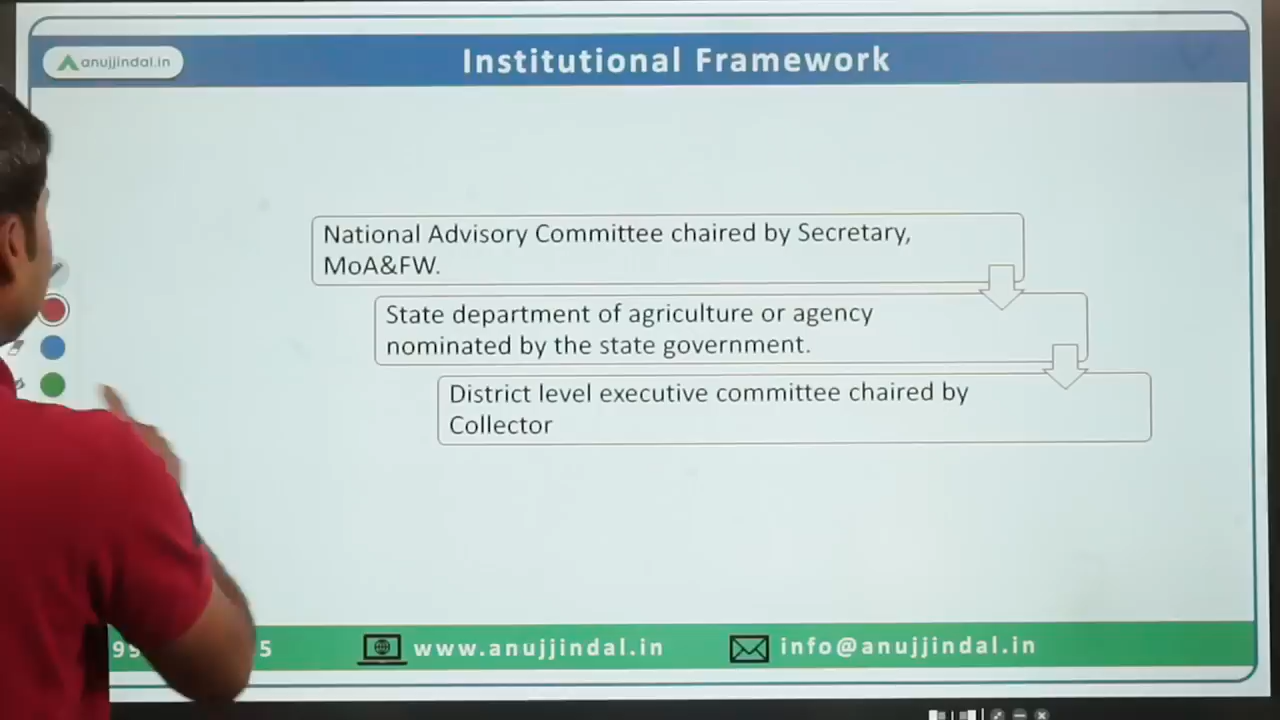 anujjindal.in
Institutional Framework
National Advisory Committee chaired by Secretary,
MoA&FW.
State department of agriculture or agency
nominated by the state government.
District level executive committee chaired by
Collector
www.anujjindal.in
info@anujjindal.in